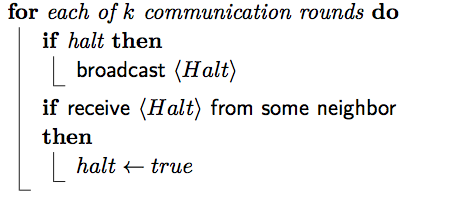 for each of k communication rounds do
if halt then
broadcast ⟨Halt⟩
if receive ⟨Halt⟩ from some neighbor
then
halt ← true